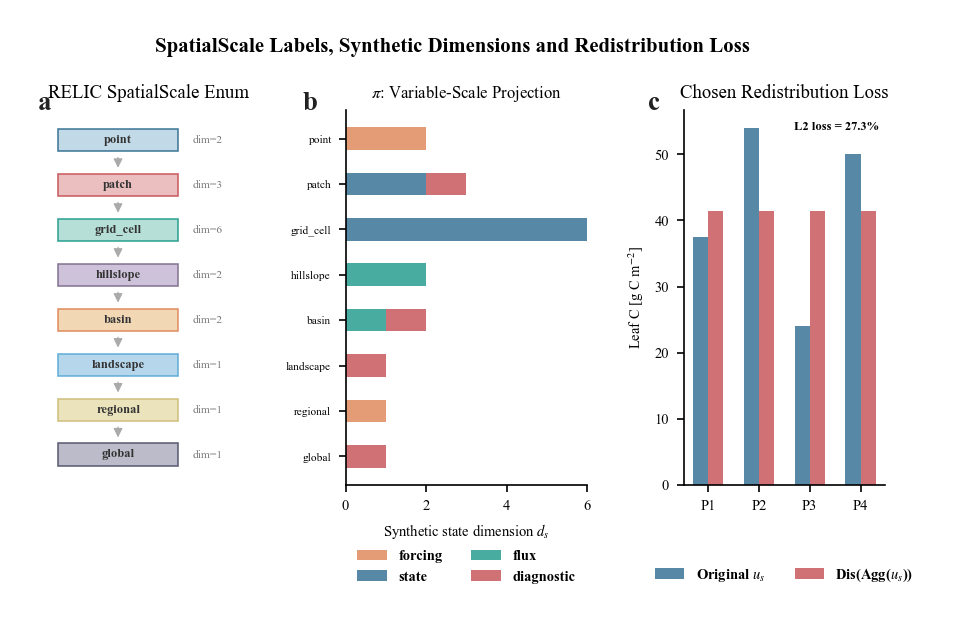 SpatialScale Labels, Synthetic Dimensions and Redistribution Loss
a
RELIC SpatialScale Enum
point dim=2
patch dim=3
grid_cell dim=6
hillslope dim=2
basin dim=2
landscape dim=1
regional dim=1
global dim=1
b
π: Variable-Scale Projection
point
patch
grid_cell
hillslope
basin
landscape
regional
global
0 2 4 6
Synthetic state dimension dₛ
forcing flux
state diagnostic
c
Chosen Redistribution Loss
L2 loss = 27.3%
Leaf C [g C m⁻²]
50
40
30
20
10
0
P1 P2 P3 P4
Original uₛ Dis(Agg(uₛ))